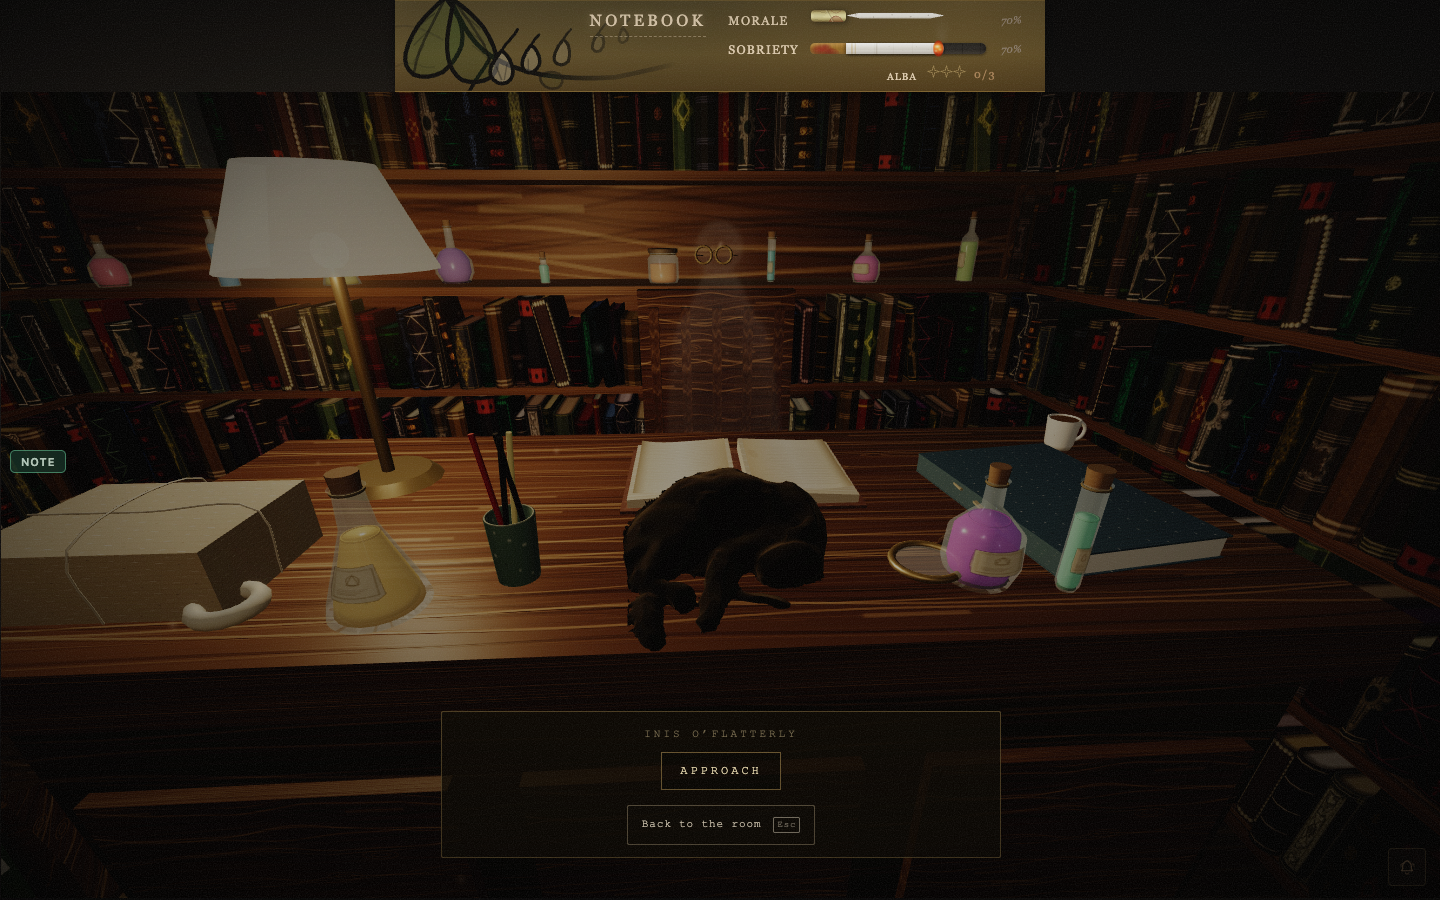 NOTEBOOK
MORALE
70%
SOBRIETY
70%
ALBA
0/3
NOTE
INIS O'FLATTERLY
APPROACH
Back to the room Esc